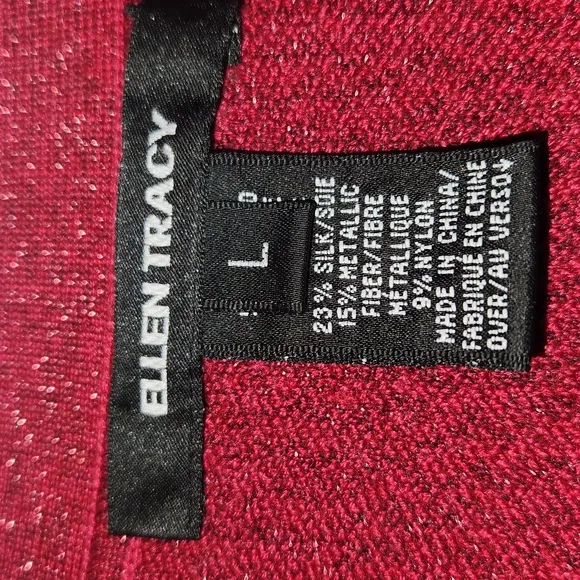 ELLEN TRACY
L
23% SILK/SOIE
15% METALLIC
FIBER/FIBRE
MÉTALLIQUE
9% NYLON
MADE IN CHINA/
FABRIQUÉ EN CHINE
OVER/AU VERSO↓